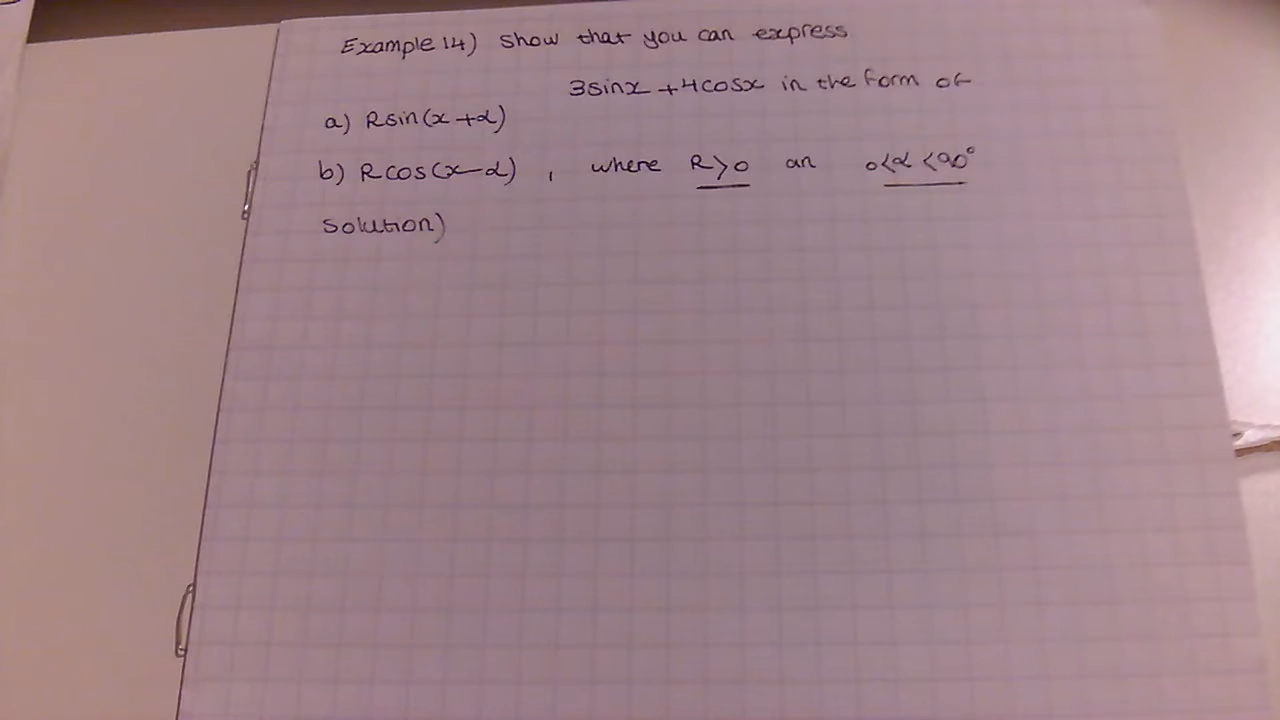 Example 14) Show that you can express
3sinx + 4cosx in the form of
a) Rsin(x+α)
b) Rcos(x-α) , where R>0 an 0<α<90°
Solution)